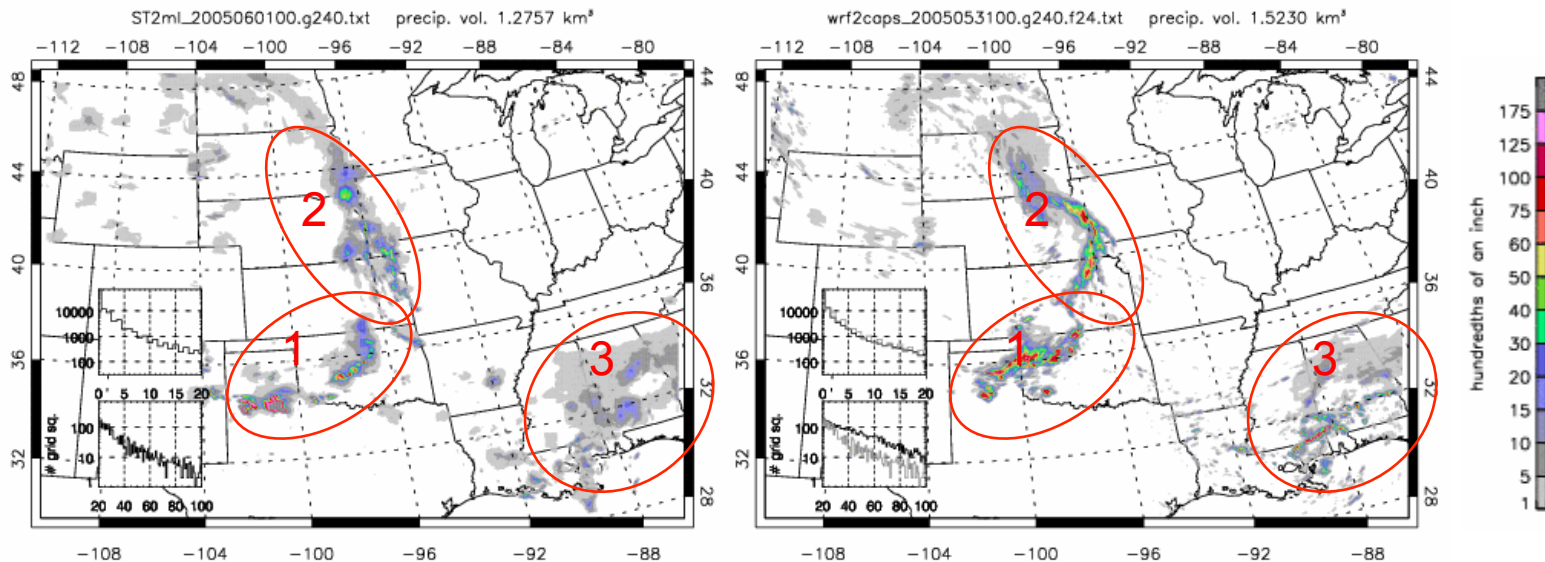 ST2ml_2005060100.g240.txt precip. vol. 1.2757 km³
-112 -108 -104 -100 -96 -92 -88 -84 -80
48 44 40 36 32
44 40 36 32 28
2
1
3
10000
1000
100
0 5 10 15 20
# grid sq.
100
10
20 40 60 80 100
-108 -104 -100 -96 -92 -88
wrf2caps_2005053100.g240.f24.txt precip. vol. 1.5230 km³
-112 -108 -104 -100 -96 -92 -88 -84 -80
48 44 40 36 32
44 40 36 32 28
2
1
3
10000
1000
100
0 5 10 15 20
# grid sq.
100
10
20 40 60 80 100
-108 -104 -100 -96 -92 -88
hundredths of an inch
175
125
100
75
60
50
40
30
20
15
10
5
1